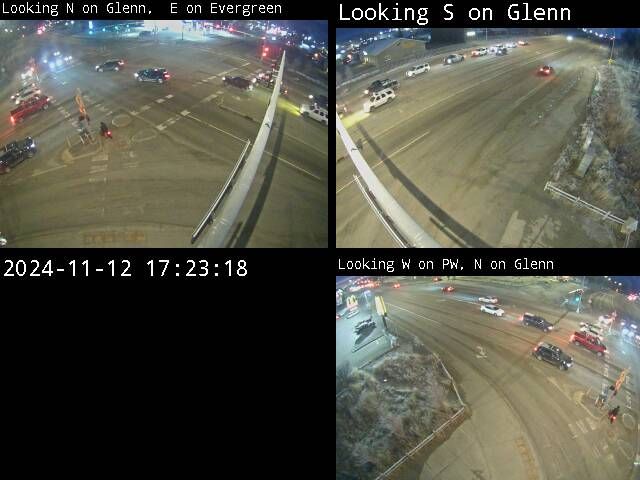 Looking N on Glenn,  E on Evergreen
Looking S on Glenn
2024-11-12 17:23:18
Looking W on PW, N on Glenn